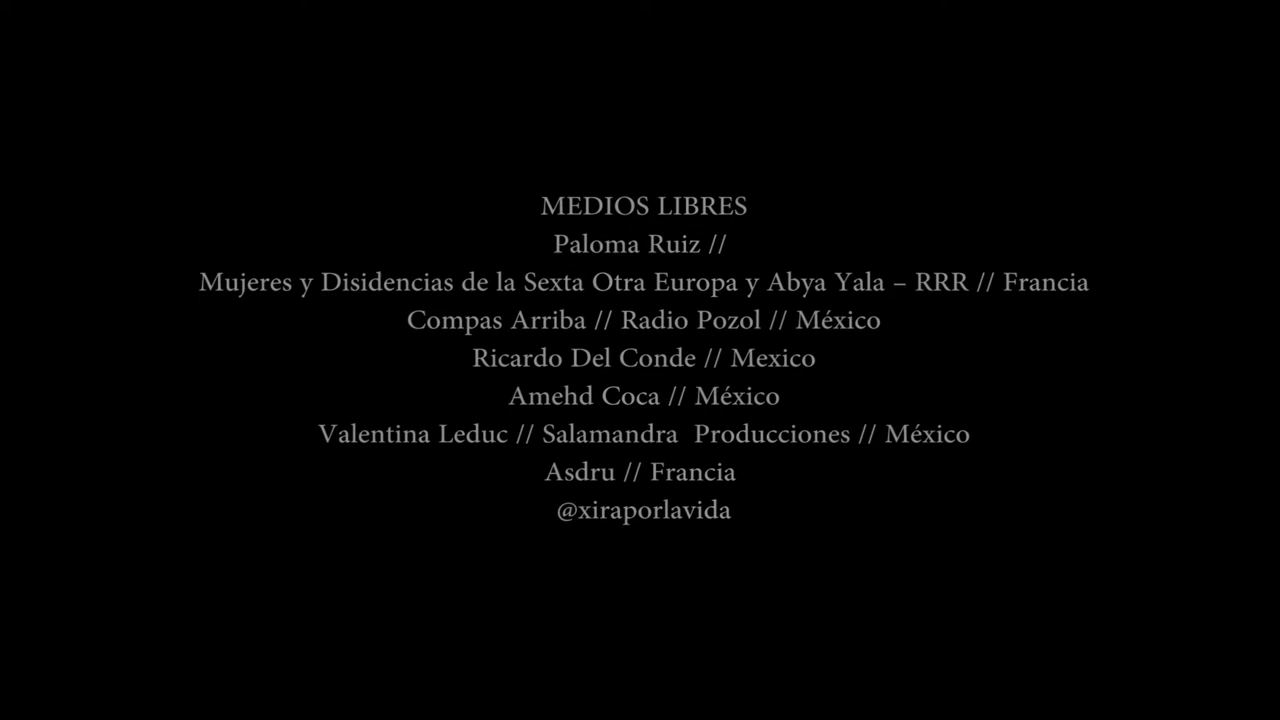 MEDIOS LIBRES
Paloma Ruiz //
Mujeres y Disidencias de la Sexta Otra Europa y Abya Yala – RRR // Francia
Compas Arriba // Radio Pozol // México
Ricardo Del Conde // Mexico
Amehd Coca // México
Valentina Leduc // Salamandra  Producciones // México
Asdru // Francia
@xiraporlavida